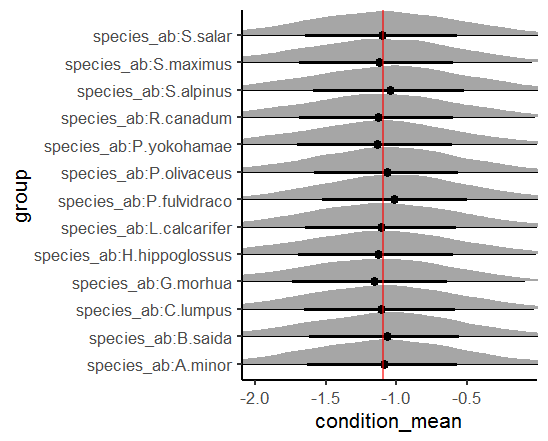 species_ab:S.salar
species_ab:S.maximus
species_ab:S.alpinus
species_ab:R.canadum
species_ab:P.yokohamae
species_ab:P.olivaceus
species_ab:P.fulvidraco
species_ab:L.calcarifer
species_ab:H.hippoglossus
species_ab:G.morhua
species_ab:C.lumpus
species_ab:B.saida
species_ab:A.minor
group
-2.0 -1.5 -1.0 -0.5
condition_mean